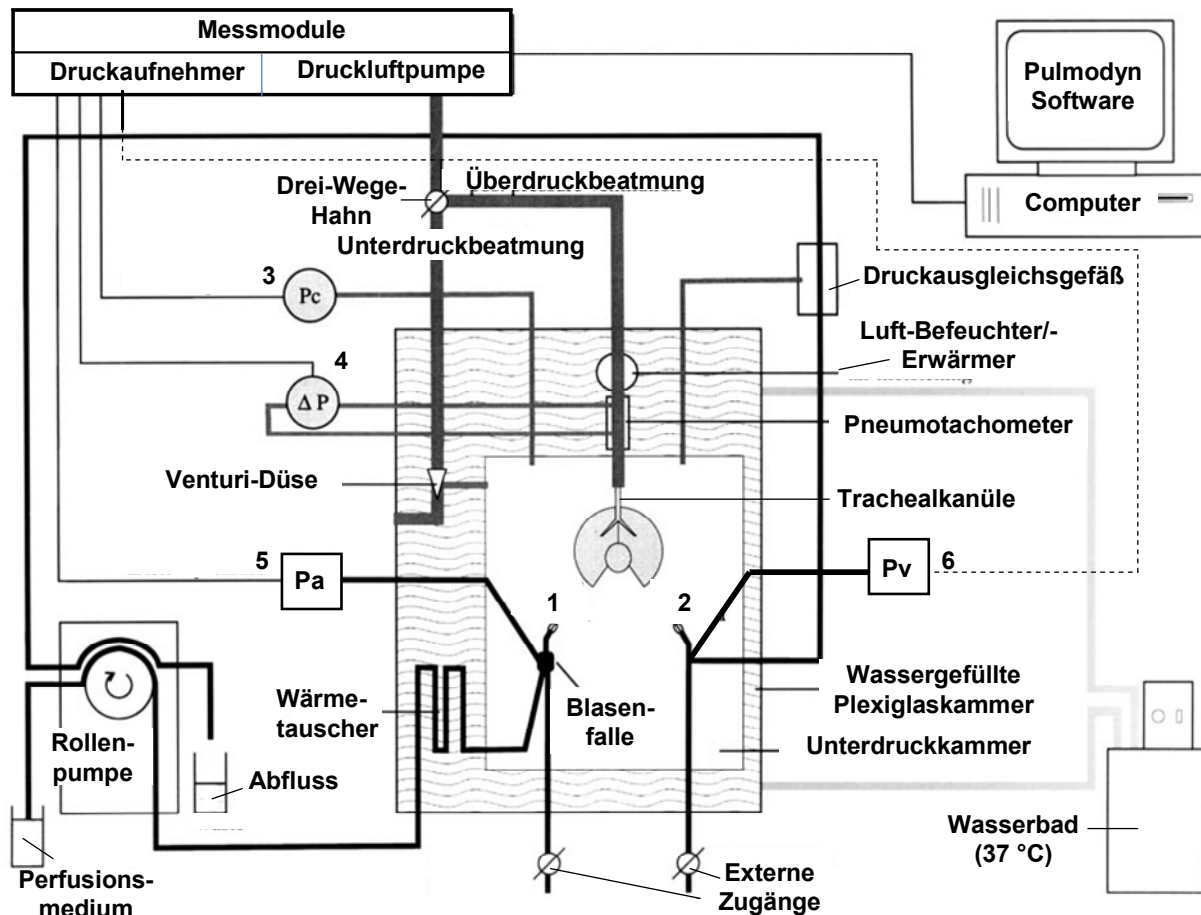 Messmodule
Druckaufnehmer
Druckluftpumpe
Pulmodyn
Software
Computer
Drei-Wege-
Hahn
Überdruckbeatmung
Unterdruckbeatmung
3
Pc
Druckausgleichsgefäß
Luft-Befeuchter/-
Erwärmer
4
Δ P
Pneumotachometer
Venturi-Düse
Trachealkanüle
5
Pa
Pv
6
1
2
Wärme-
tauscher
Blasen-
falle
Wassergefüllte
Plexiglaskammer
Unterdruckkammer
Rollen-
pumpe
Abfluss
Wasserbad
(37 °C)
Perfusions-
medium
Externe
Zugänge